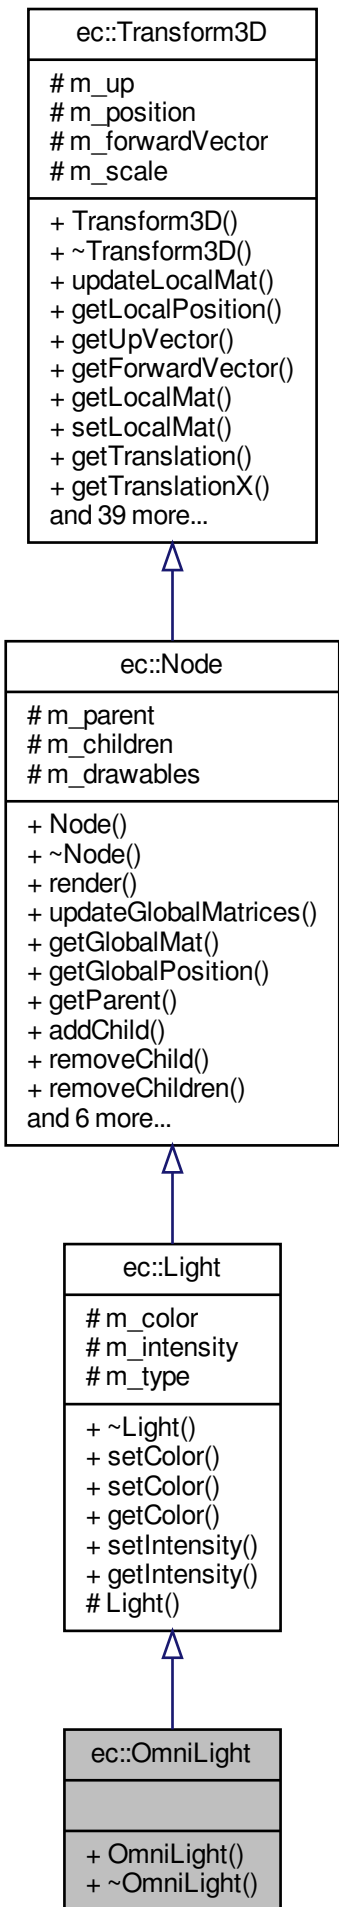 ec::Transform3D
# m_up
# m_position
# m_forwardVector
# m_scale
+ Transform3D()
+ ~Transform3D()
+ updateLocalMat()
+ getLocalPosition()
+ getUpVector()
+ getForwardVector()
+ getLocalMat()
+ setLocalMat()
+ getTranslation()
+ getTranslationX()
and 39 more...
ec::Node
# m_parent
# m_children
# m_drawables
+ Node()
+ ~Node()
+ render()
+ updateGlobalMatrices()
+ getGlobalMat()
+ getGlobalPosition()
+ getParent()
+ addChild()
+ removeChild()
+ removeChildren()
and 6 more...
ec::Light
# m_color
# m_intensity
# m_type
+ ~Light()
+ setColor()
+ setColor()
+ getColor()
+ setIntensity()
+ getIntensity()
# Light()
ec::OmniLight
+ OmniLight()
+ ~OmniLight()